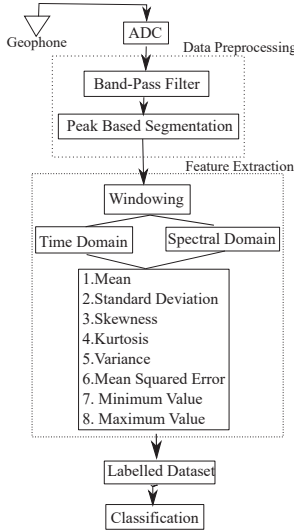 Geophone
ADC
Data Preprocessing
Band-Pass Filter
Peak Based Segmentation
Feature Extraction
Windowing
Time Domain
Spectral Domain
1.Mean
2.Standard Deviation
3.Skewness
4.Kurtosis
5.Variance
6.Mean Squared Error
7. Minimum Value
8. Maximum Value
Labelled Dataset
Classification